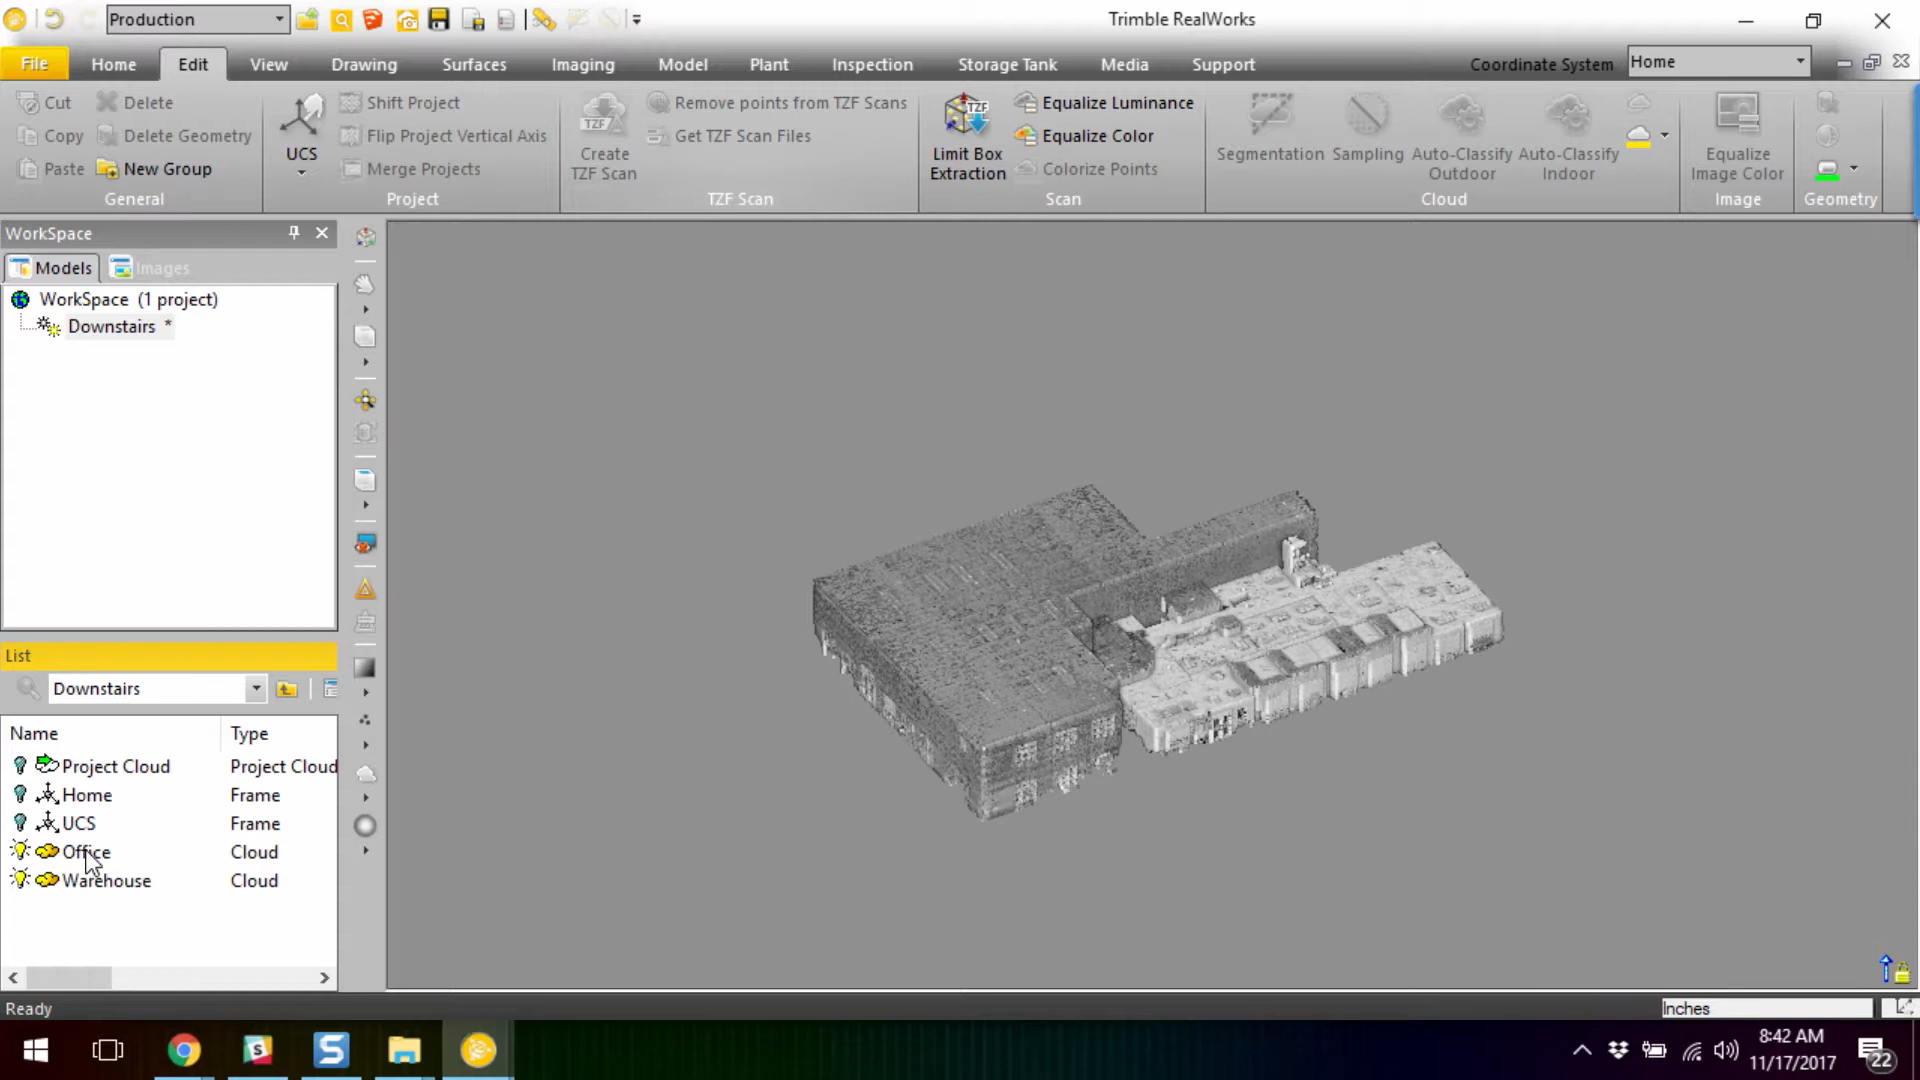 Production
Trimble RealWorks
File Home Edit View Drawing Surfaces Imaging Model Plant Inspection Storage Tank Media Support Coordinate System Home
Cut Delete Shift Project Remove points from TZF Scans Equalize Luminance
Copy Delete Geometry Flip Project Vertical Axis Get TZF Scan Files Equalize Color
Paste New Group Merge Projects Colorize Points
UCS
Create
TZF Scan
TZF
TZF
Limit Box
Extraction
Segmentation Sampling Auto-Classify
Outdoor
Auto-Classify
Indoor
Equalize
Image Color
General Project TZF Scan Scan Cloud Image Geometry
WorkSpace
Models Images
WorkSpace (1 project)
Downstairs *
List
Downstairs
Name Type
Project Cloud Project Cloud
Home Frame
UCS Frame
Office Cloud
Warehouse Cloud
Ready
Inches
8:42 AM
11/17/2017
22